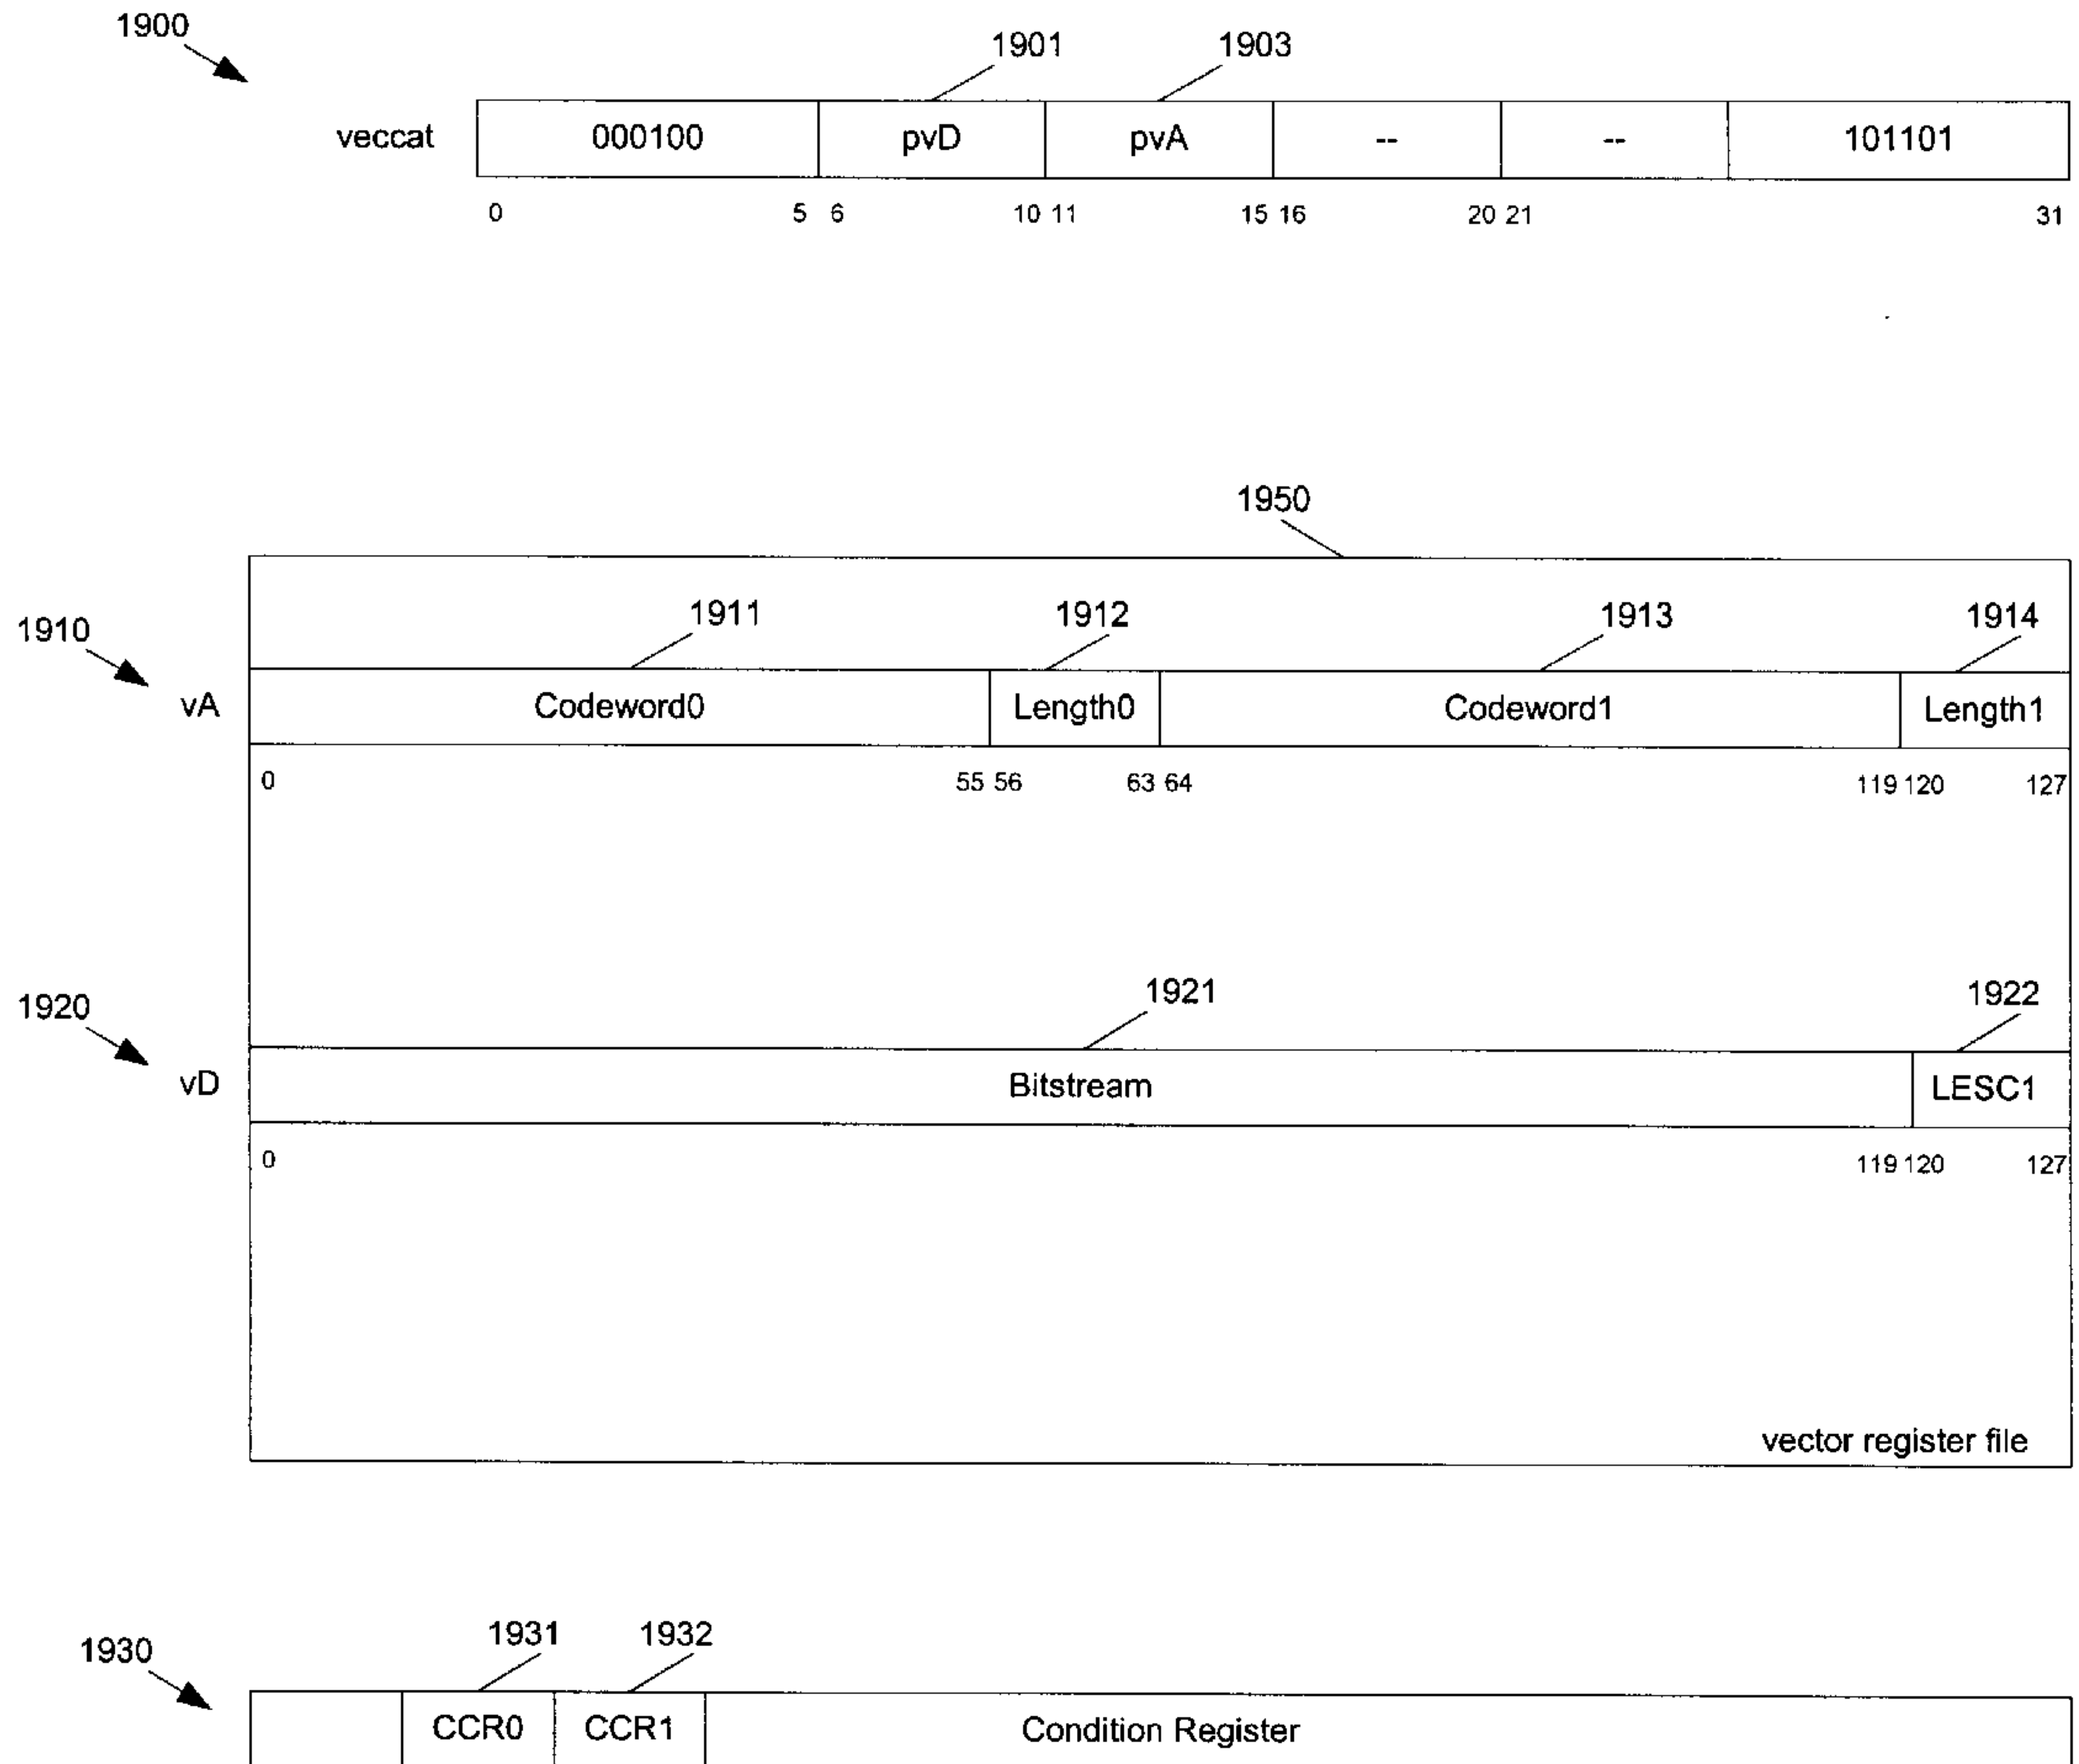 1900
1901 1903
veccat 000100 pvD pvA -- -- 101101
0 5 6 10 11 15 16 20 21 31
1950
1910 1911 1912 1913 1914
vA Codeword0 Length0 Codeword1 Length1
0 55 56 63 64 119 120 127
1920 1921 1922
vD Bitstream LESC1
0 119 120 127
vector register file
1930 1931 1932
CCR0 CCR1 Condition Register